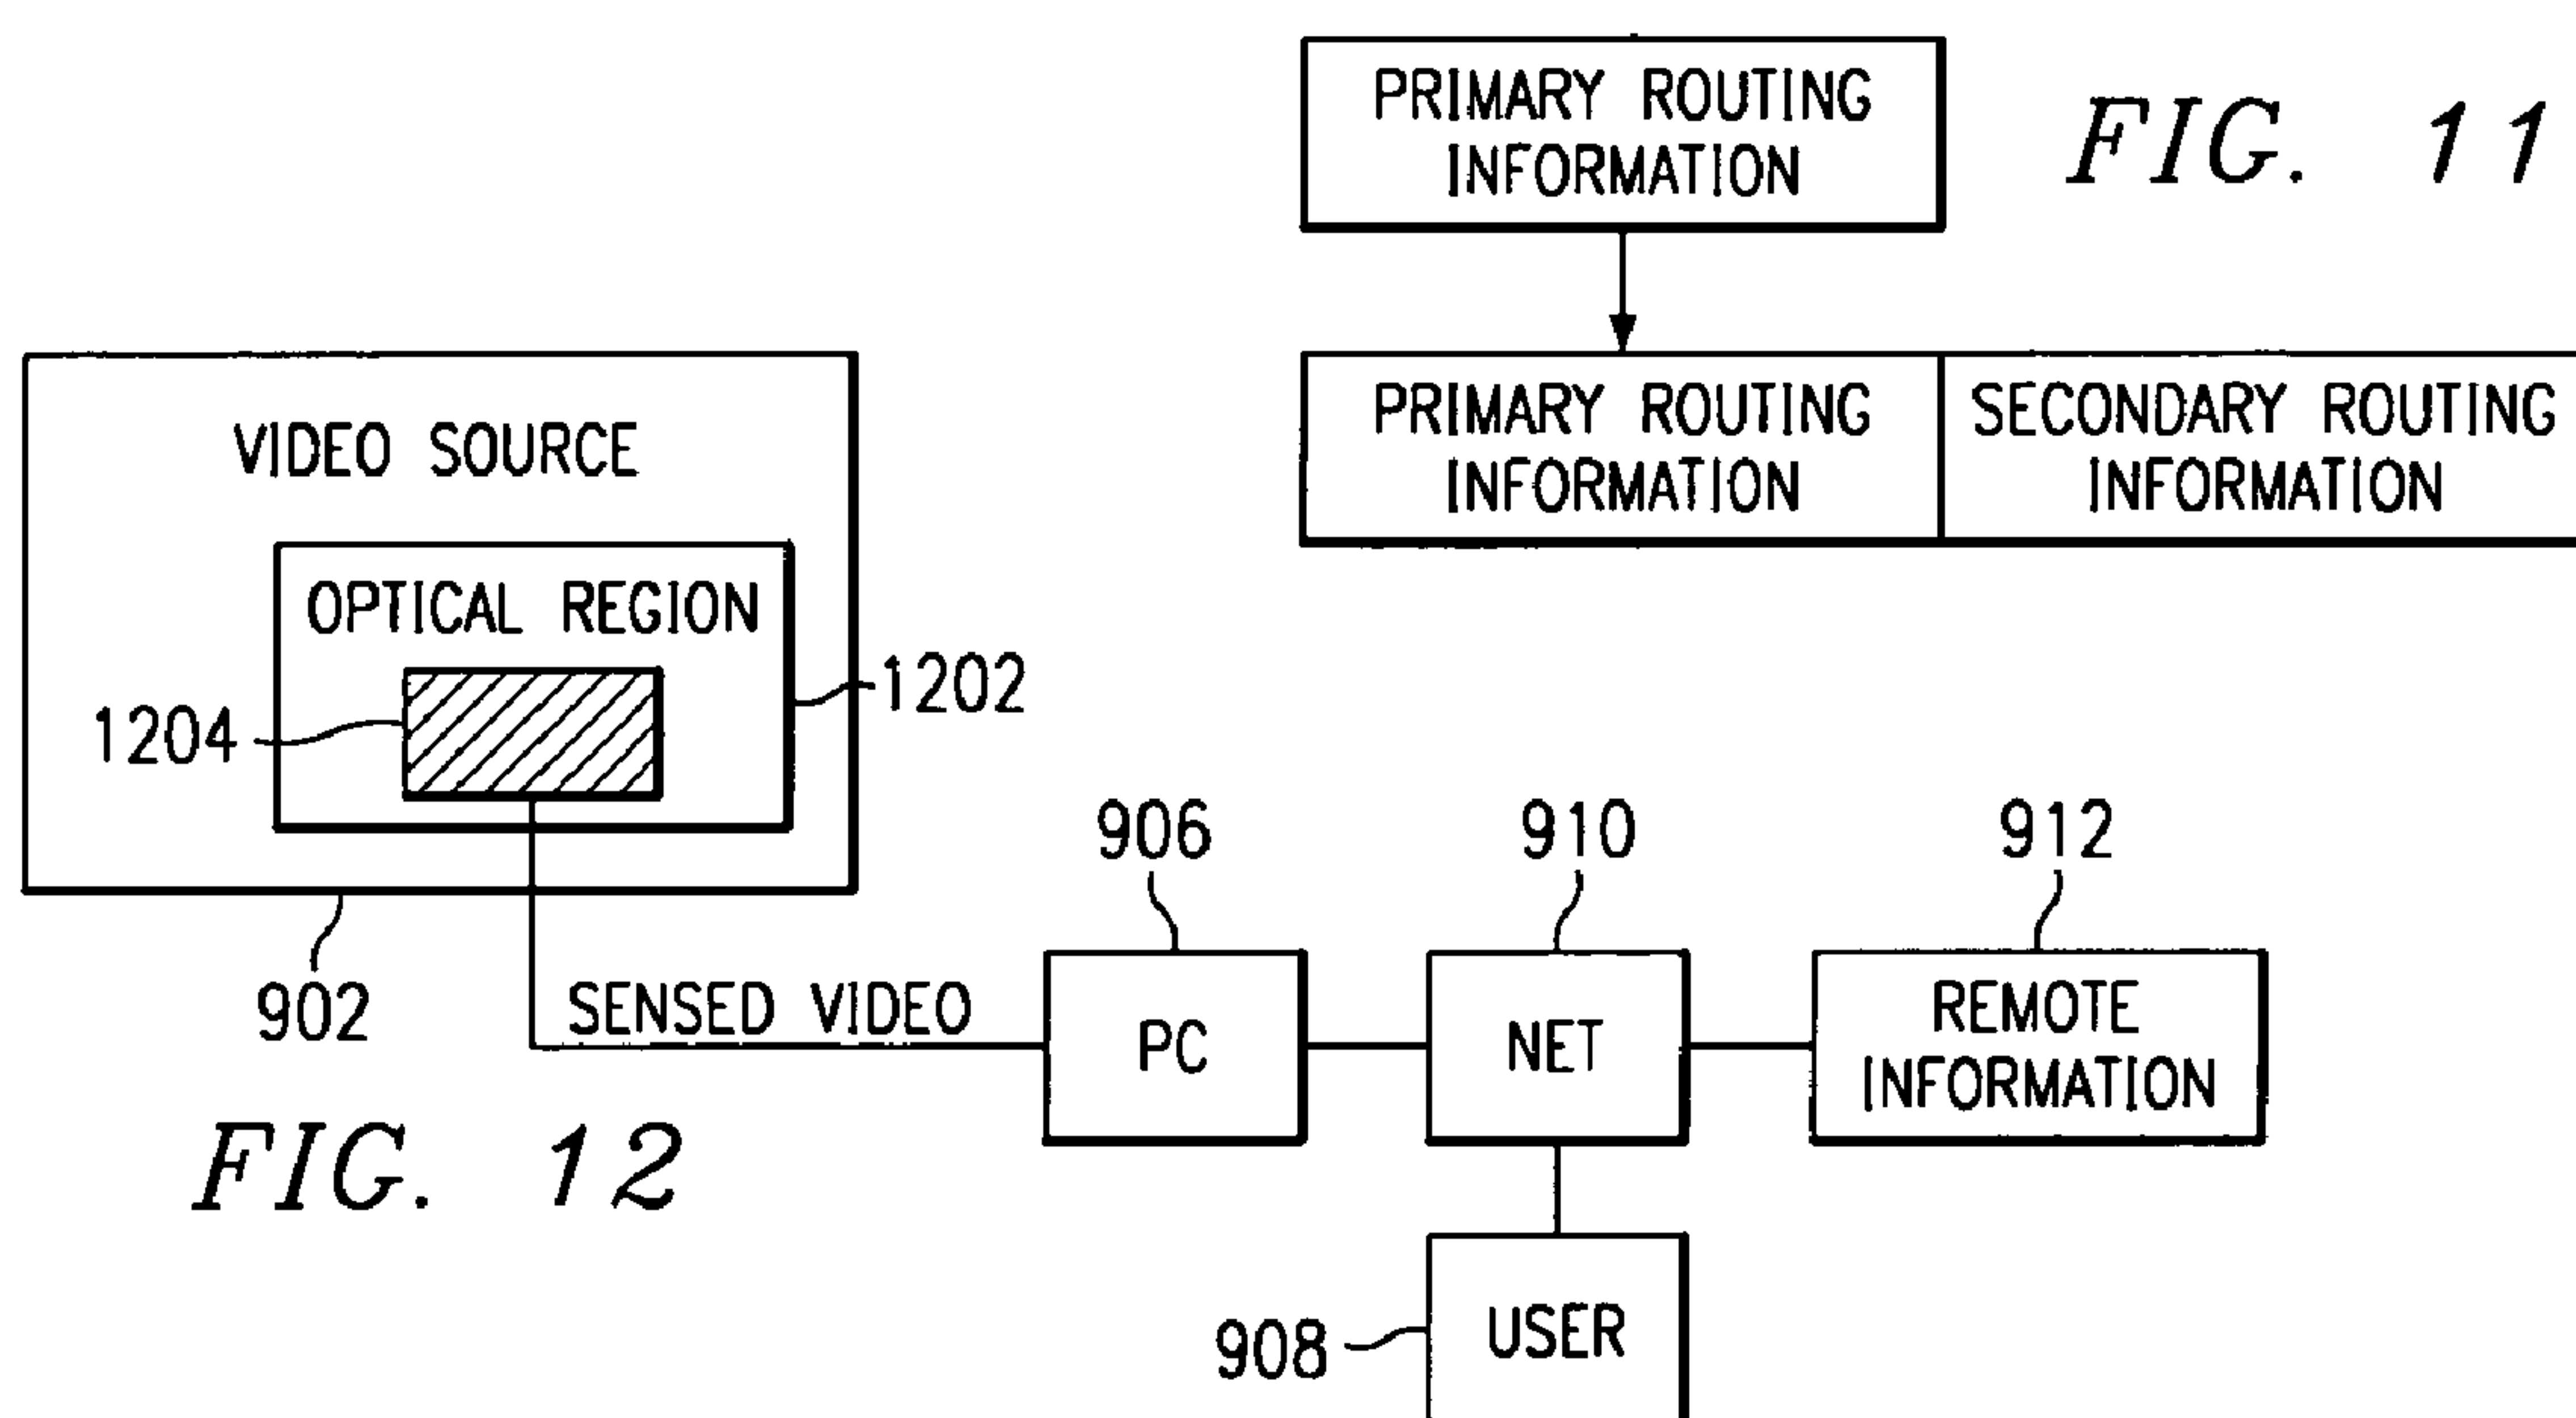 PRIMARY ROUTING
INFORMATION
FIG. 11
PRIMARY ROUTING
INFORMATION
SECONDARY ROUTING
INFORMATION
VIDEO SOURCE
OPTICAL REGION
1202
1204
902
SENSED VIDEO
906
PC
910
NET
912
REMOTE
INFORMATION
908
USER
FIG. 12